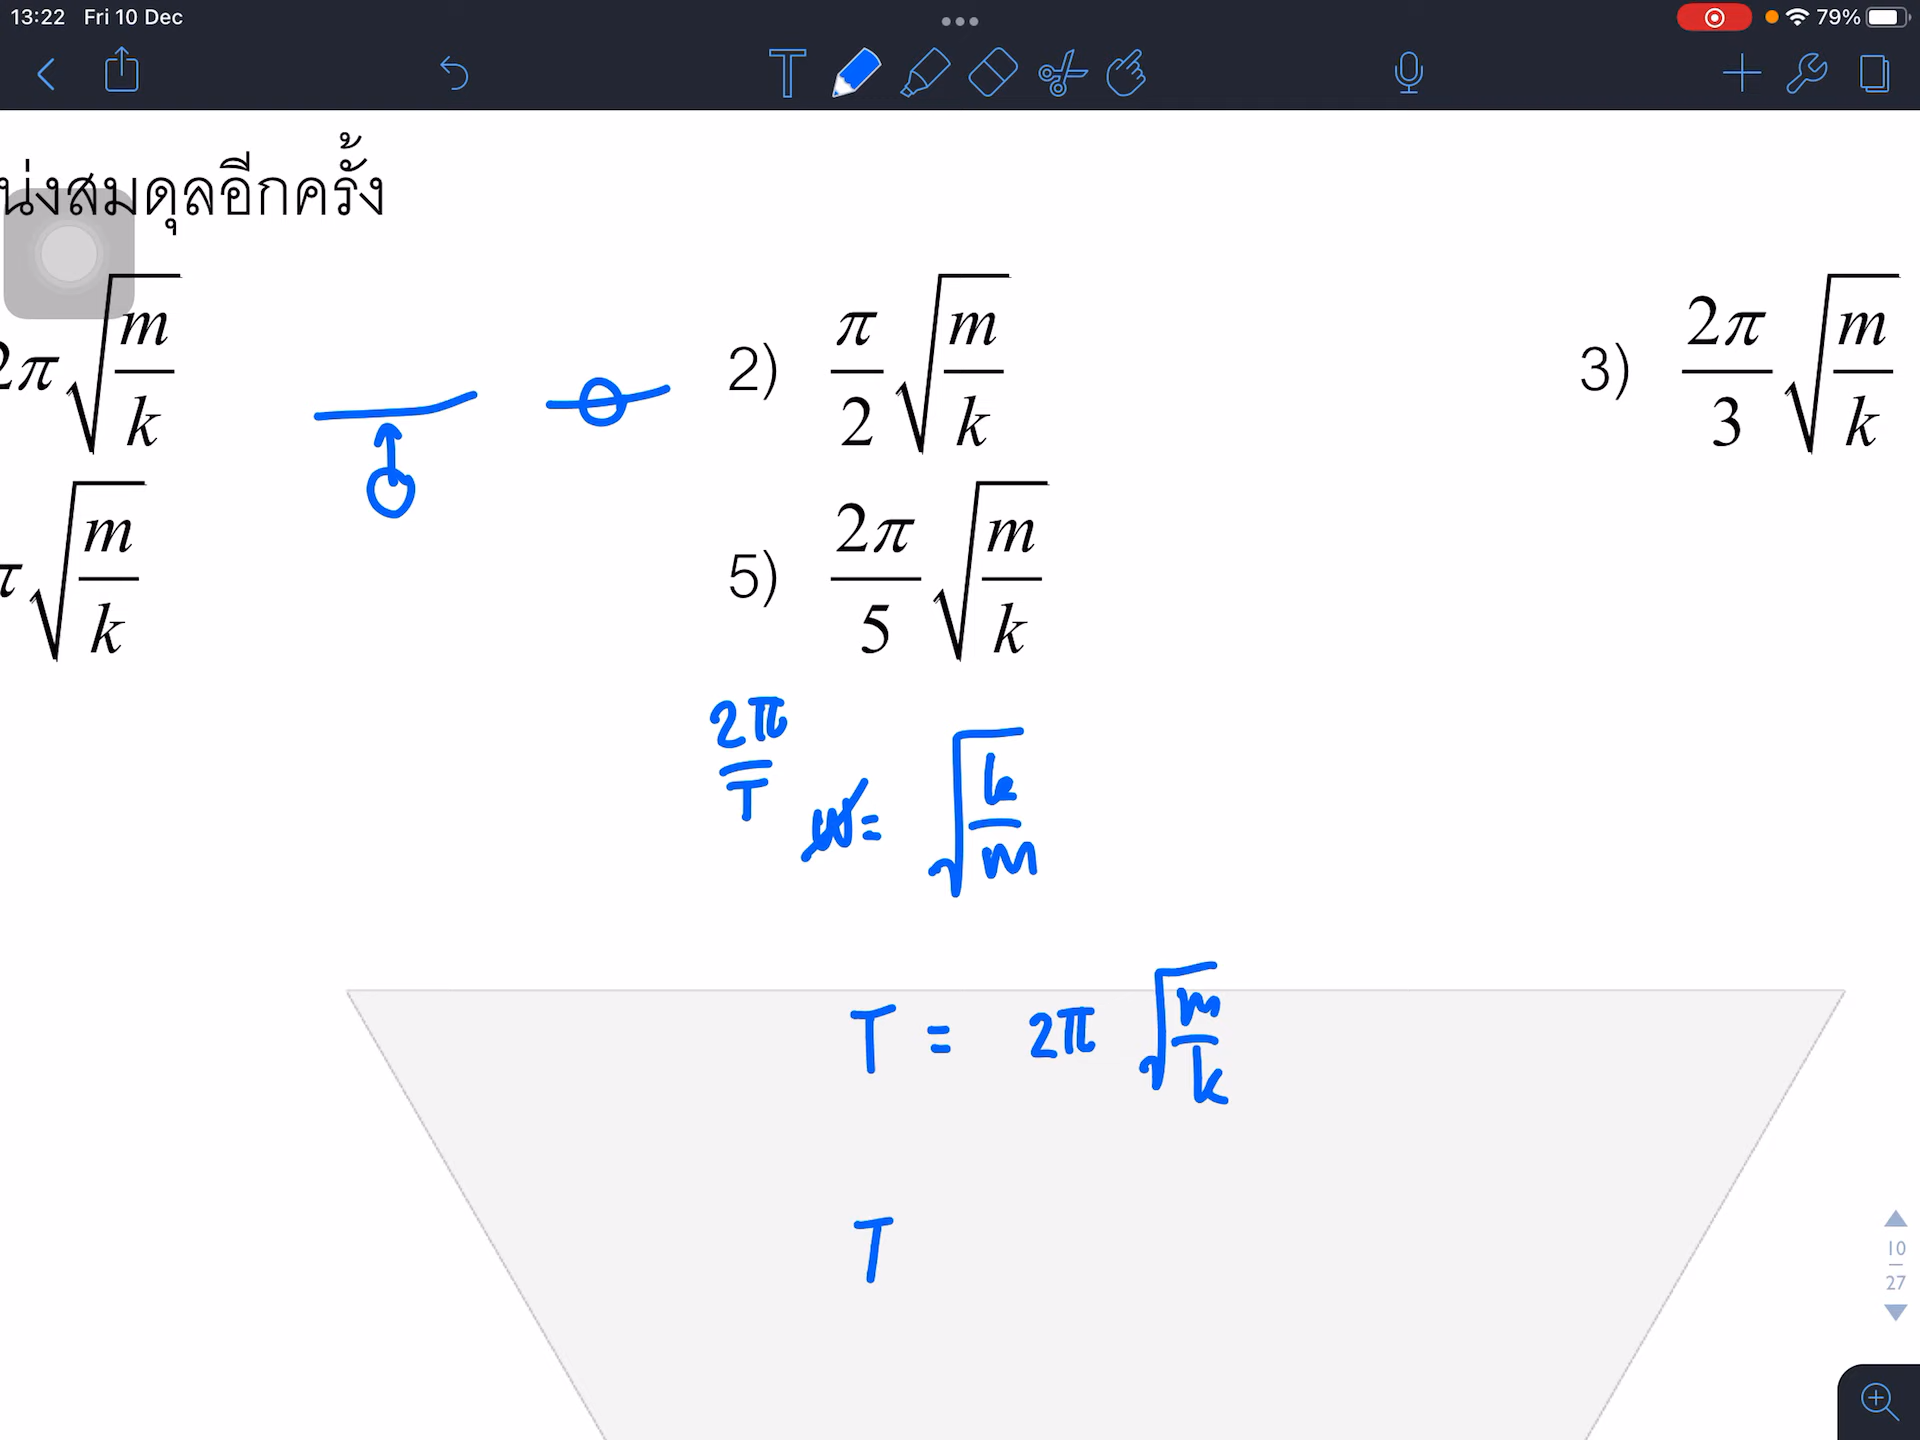 13:22 Fri 10 Dec 79%
น่งสมดุลอีกครั้ง
2π√(m/k) 2) π/2 √(m/k) 3) 2π/3 √(m/k)
π√(m/k) 5) 2π/5 √(m/k)
2π/T ω = √(k/m)
T = 2π √(m/k)
T
10
27